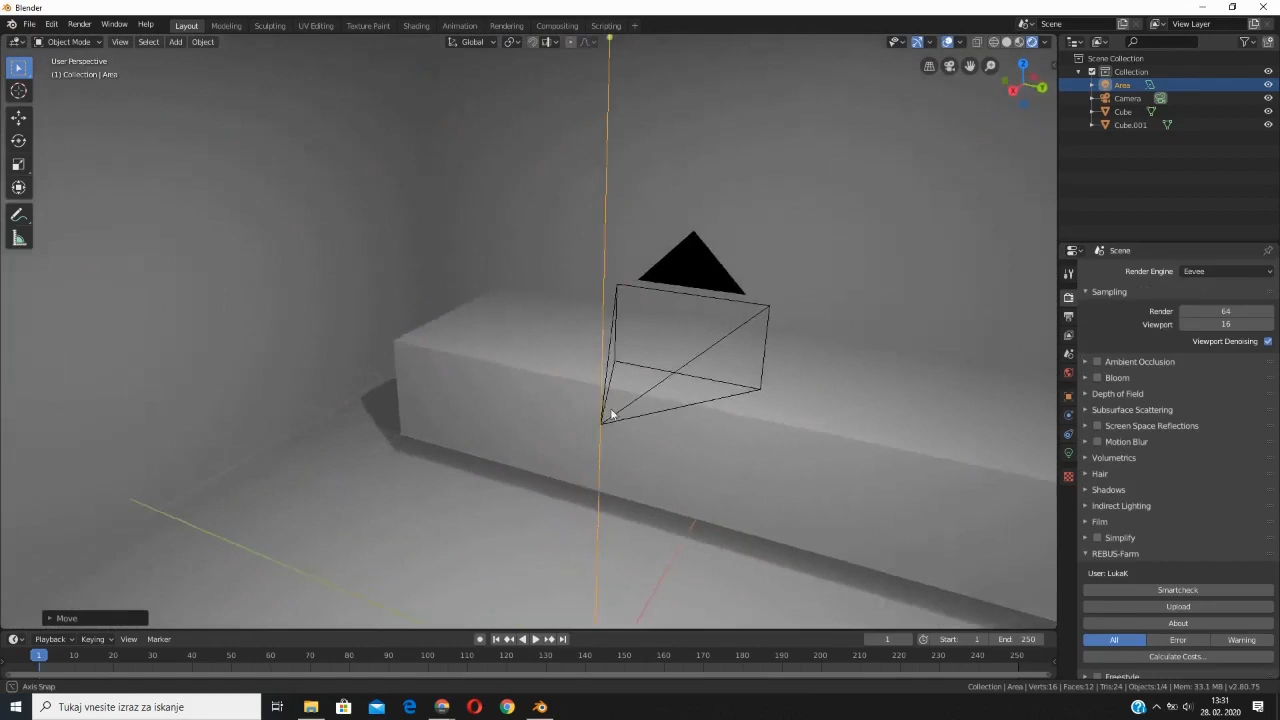 Blender
File Edit Render Window Help
Layout Modeling Sculpting UV Editing Texture Paint Shading Animation Rendering Compositing Scripting +
Scene
View Layer
Object Mode View Select Add Object
Global
User Perspective
(1) Collection | Area
Z
Y
X
Scene Collection
Collection
Area
Camera
Cube
Cube.001
Scene
Render Engine Eevee
Sampling
Render 64
Viewport 16
Viewport Denoising
Ambient Occlusion
Bloom
Depth of Field
Subsurface Scattering
Screen Space Reflections
Motion Blur
Volumetrics
Hair
Shadows
Indirect Lighting
Film
Simplify
REBUS-Farm
User: LukaK
Smartcheck
Upload
About
All Error Warning
Calculate Costs...
Freestyle
Move
Playback Keying View Marker
1 Start: 1 End: 250
1 10 20 30 40 50 60 70 80 90 100 110 120 130 140 150 160 170 180 190 200 210 220 230 240 250
Axis Snap
Collection | Area | Verts:16 | Faces:12 | Tris:24 | Objects:1/4 | Mem: 33.1 MB | v2.80.75
Tukaj vnesite izraz za iskanje
13:31
28. 02. 2020